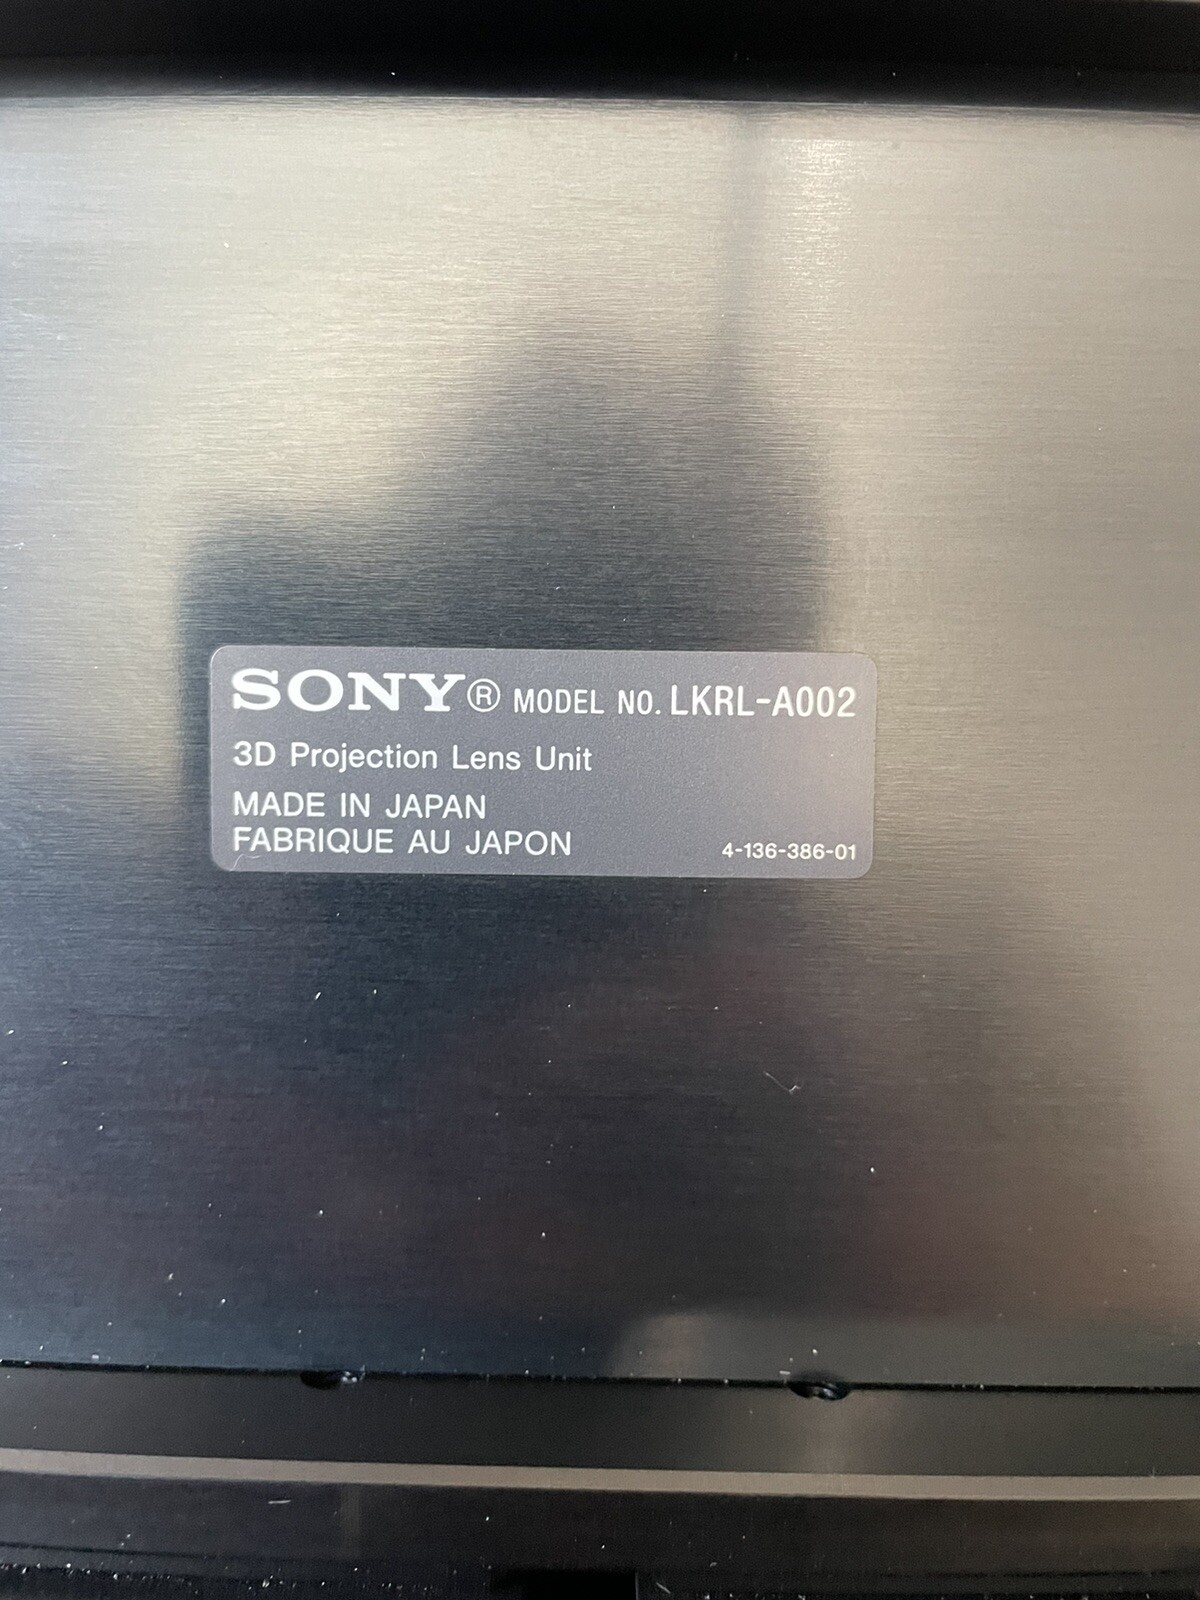 SONY® MODEL NO. LKRL-A002
3D Projection Lens Unit
MADE IN JAPAN
FABRIQUE AU JAPON 4-136-386-01